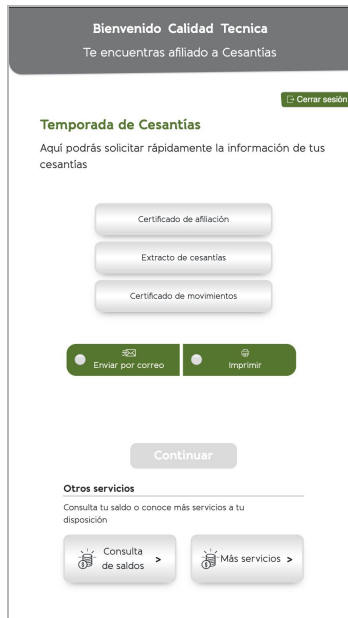 Bienvenido Calidad Tecnica
Te encuentras afiliado a Cesantías
Cerrar sesión
Temporada de Cesantías
Aquí podrás solicitar rápidamente la información de tus
cesantías
Certificado de afiliación
Extracto de cesantías
Certificado de movimientos
Enviar por correo
Imprimir
Continuar
Otros servicios
Consulta tu saldo o conoce más servicios a tu
disposición
Consulta
de saldos >
Más servicios >